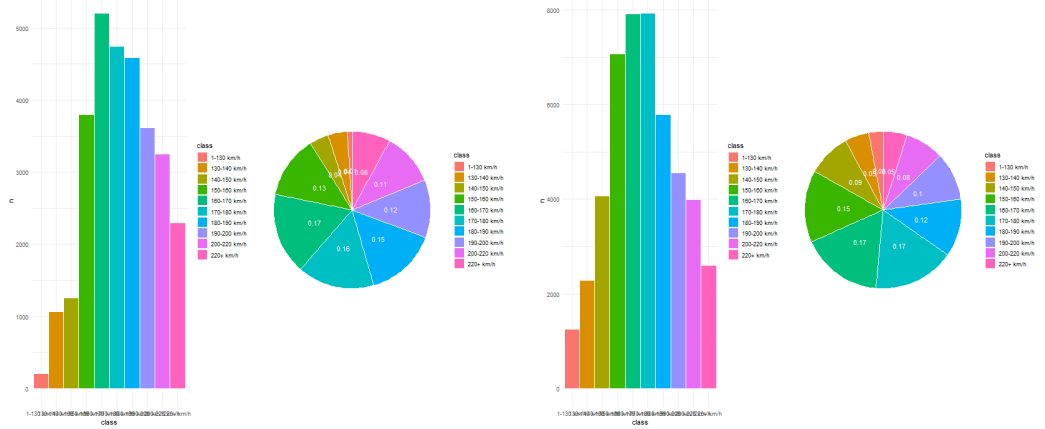 5000
4000
3000
2000
1000
0
n
class
class
1-130 km/h
130-140 km/h
140-150 km/h
150-160 km/h
160-170 km/h
170-180 km/h
180-190 km/h
190-200 km/h
200-220 km/h
220+ km/h
0.08
0.11
0.12
0.15
0.16
0.17
0.13
0.04
class
1-130 km/h
130-140 km/h
140-150 km/h
150-160 km/h
160-170 km/h
170-180 km/h
180-190 km/h
190-200 km/h
200-220 km/h
220+ km/h
8000
6000
4000
2000
0
n
class
class
1-130 km/h
130-140 km/h
140-150 km/h
150-160 km/h
160-170 km/h
170-180 km/h
180-190 km/h
190-200 km/h
200-220 km/h
220+ km/h
0.05
0.05
0.08
0.1
0.12
0.17
0.17
0.15
0.09
class
1-130 km/h
130-140 km/h
140-150 km/h
150-160 km/h
160-170 km/h
170-180 km/h
180-190 km/h
190-200 km/h
200-220 km/h
220+ km/h